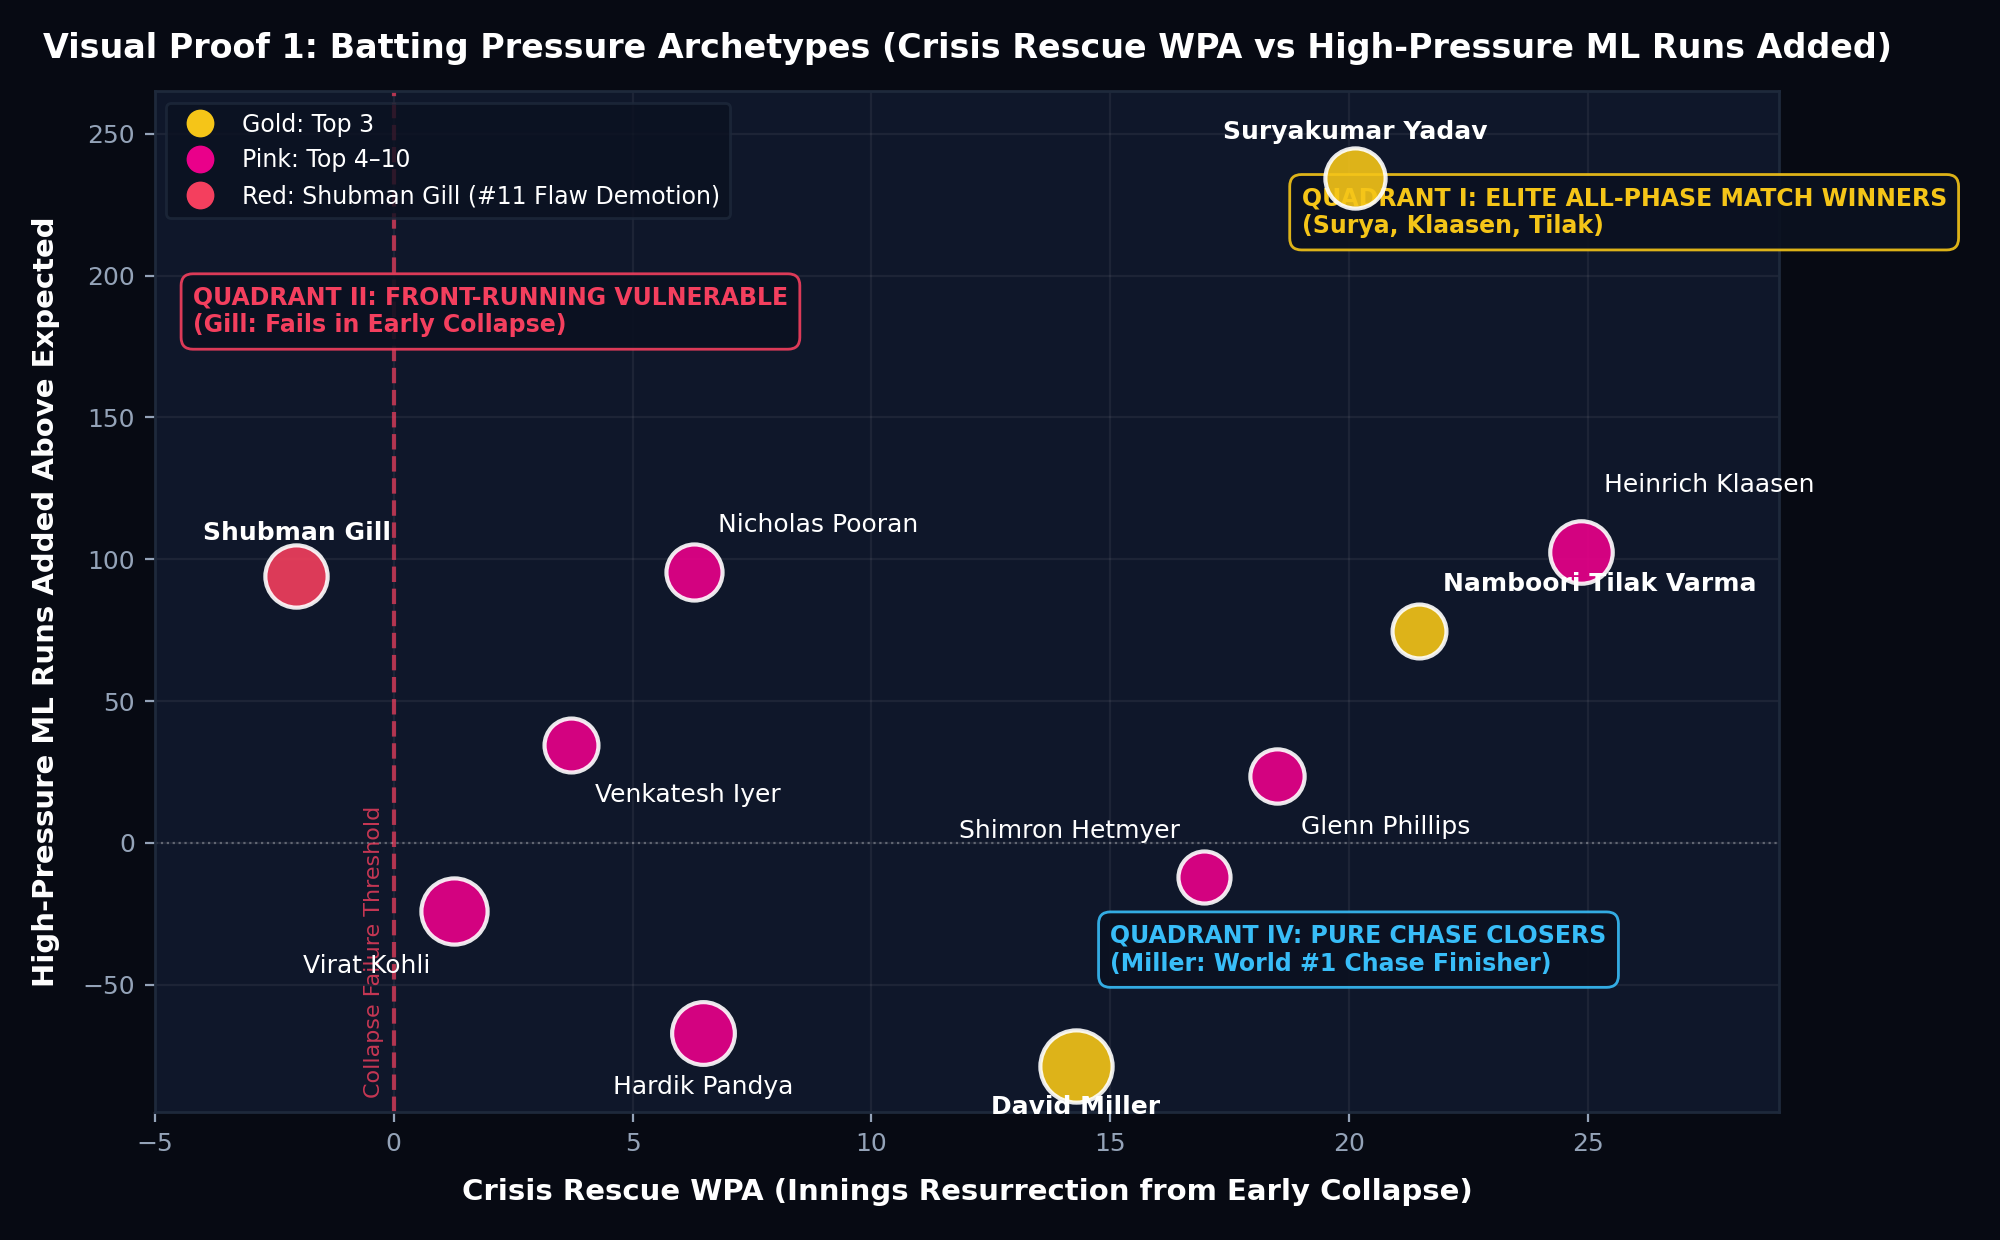 Visual Proof 1: Batting Pressure Archetypes (Crisis Rescue WPA vs High-Pressure ML Runs Added)
Gold: Top 3
Pink: Top 4–10
Red: Shubman Gill (#11 Flaw Demotion)
Suryakumar Yadav
QUADRANT I: ELITE ALL-PHASE MATCH WINNERS
(Surya, Klaasen, Tilak)
QUADRANT II: FRONT-RUNNING VULNERABLE
(Gill: Fails in Early Collapse)
Heinrich Klaasen
Nicholas Pooran
Shubman Gill
Namboori Tilak Varma
Venkatesh Iyer
Shimron Hetmyer
Glenn Phillips
Virat Kohli
QUADRANT IV: PURE CHASE CLOSERS
(Miller: World #1 Chase Finisher)
Hardik Pandya
David Miller
Collapse Failure Threshold
High-Pressure ML Runs Added Above Expected
250
200
150
100
50
0
−50
−5
0
5
10
15
20
25
Crisis Rescue WPA (Innings Resurrection from Early Collapse)